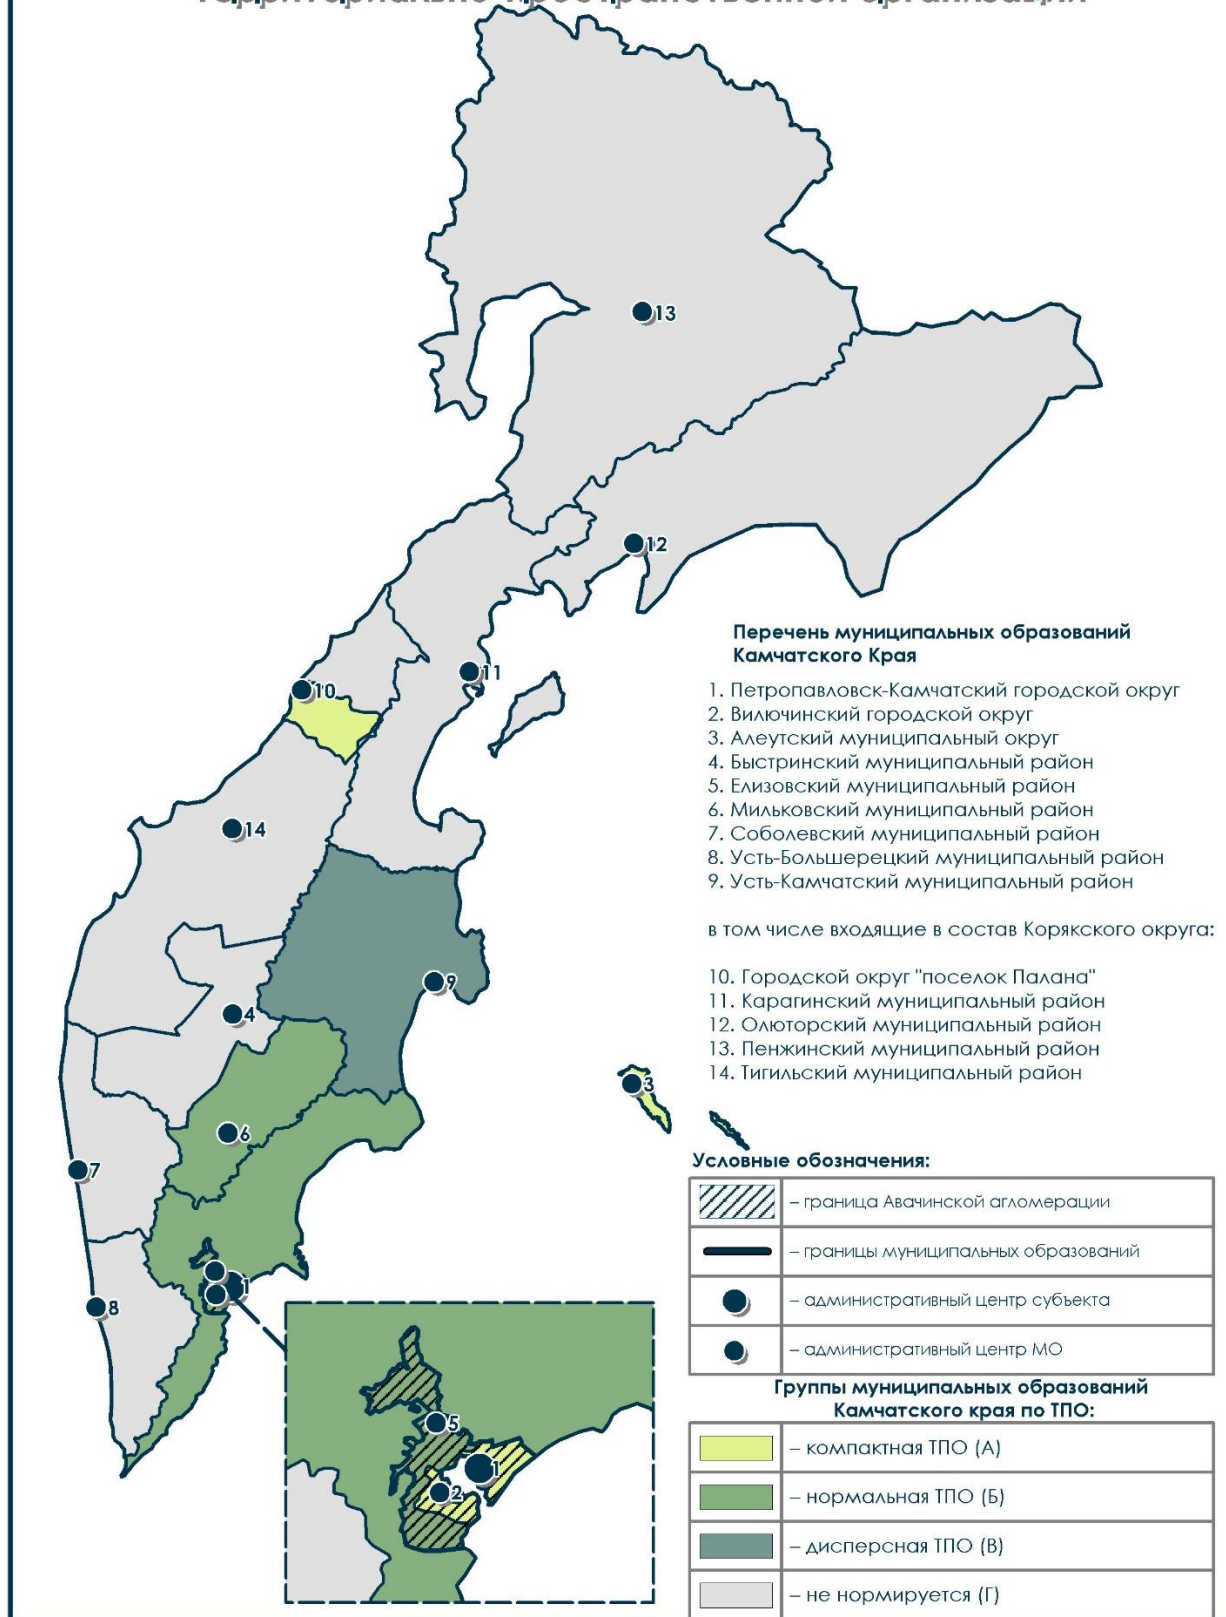 территориально-пространственной организации
13
12
11
10
14
9
4
3
6
7
1
8
5
1
2
Перечень муниципальных образований
Камчатского Края
1. Петропавловск-Камчатский городской округ
2. Вилючинский городской округ
3. Алеутский муниципальный округ
4. Быстринский муниципальный район
5. Елизовский муниципальный район
6. Мильковский муниципальный район
7. Соболевский муниципальный район
8. Усть-Большерецкий муниципальный район
9. Усть-Камчатский муниципальный район
в том числе входящие в состав Корякского округа:
10. Городской округ "поселок Палана"
11. Карагинский муниципальный район
12. Олюторский муниципальный район
13. Пенжинский муниципальный район
14. Тигильский муниципальный район
Условные обозначения:
– граница Авачинской агломерации
– границы муниципальных образований
– административный центр субъекта
– административный центр МО
Группы муниципальных образований
Камчатского края по ТПО:
– компактная ТПО (А)
– нормальная ТПО (Б)
– дисперсная ТПО (В)
– не нормируется (Г)